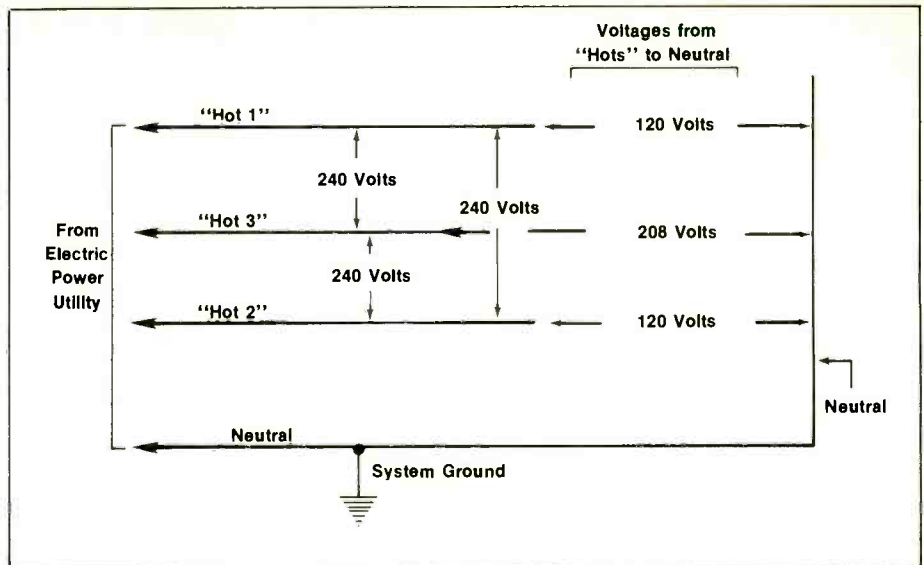 Voltages from
“Hots” to Neutral
“Hot 1”
120 Volts
240 Volts
240 Volts
“Hot 3”
208 Volts
From
Electric
Power
Utility
240 Volts
“Hot 2”
120 Volts
Neutral
Neutral
System Ground